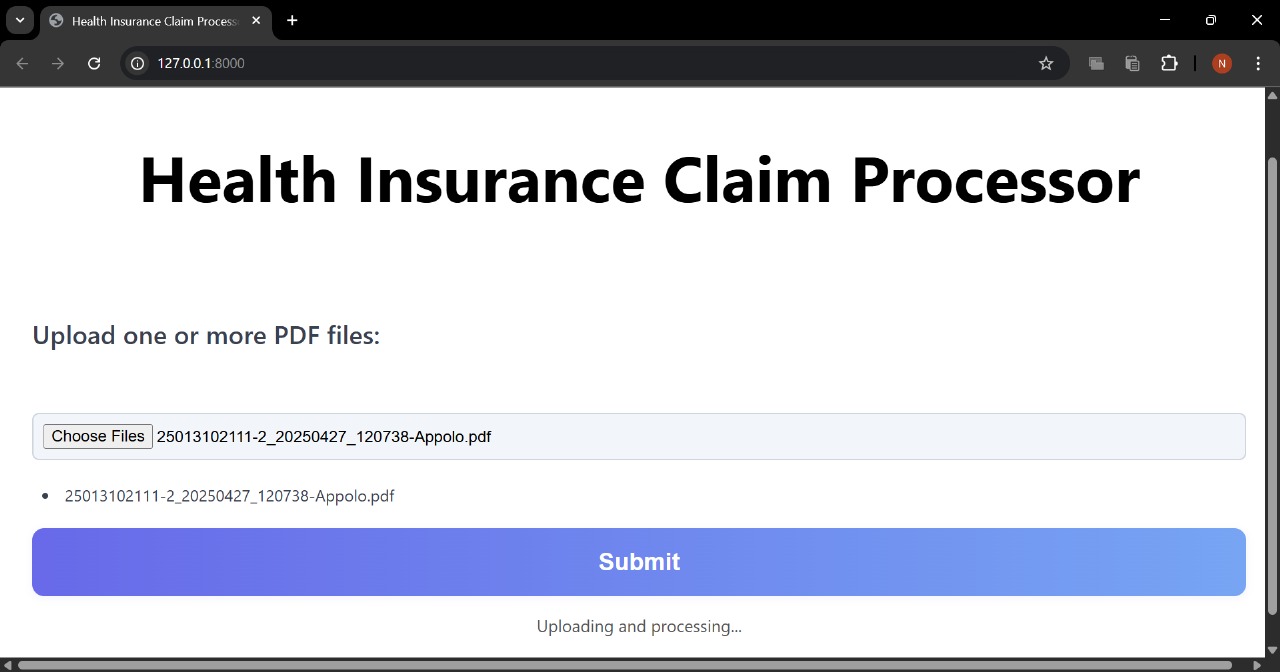 Health Insurance Claim Process
127.0.0.1:8000
N
Health Insurance Claim Processor
Upload one or more PDF files:
Choose Files 25013102111-2_20250427_120738-Appolo.pdf
25013102111-2_20250427_120738-Appolo.pdf
Submit
Uploading and processing...